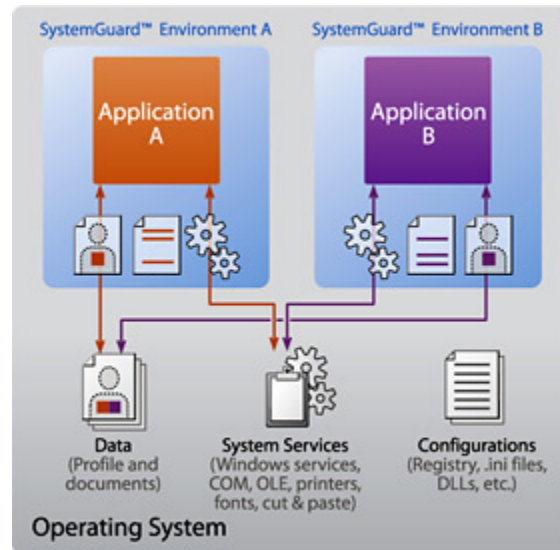 SystemGuard™ Environment A
SystemGuard™ Environment B
Application
A
Application
B
Data
(Profile and
documents)
System Services
(Windows services,
COM, OLE, printers,
fonts, cut & paste)
Configurations
(Registry, .ini files,
DLLs, etc.)
Operating System